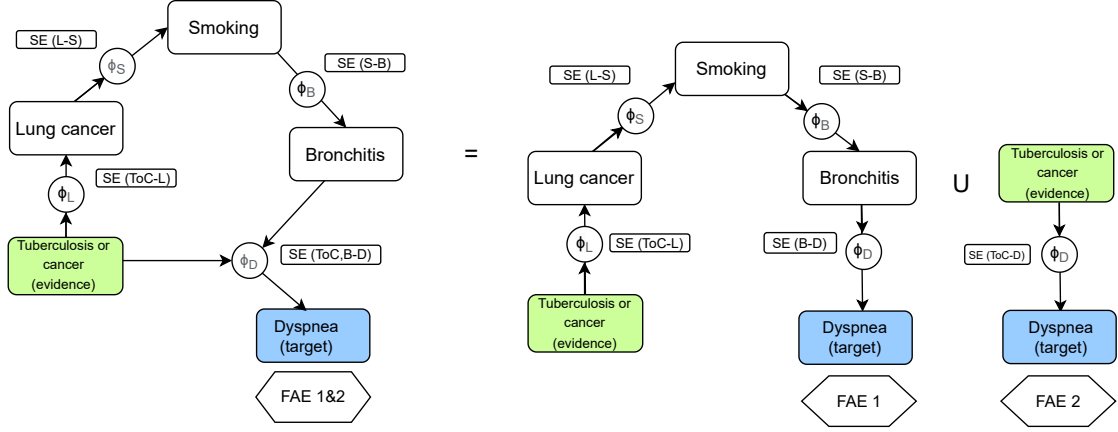 Smoking
SE (L-S)
ϕS
SE (S-B)
ϕB
Lung cancer
Bronchitis
SE (ToC-L)
ϕL
Tuberculosis or
cancer
(evidence)
SE (ToC,B-D)
ϕD
Dyspnea
(target)
FAE 1&2
=
Smoking
SE (L-S)
ϕS
SE (S-B)
ϕB
Lung cancer
Bronchitis
SE (ToC-L)
ϕL
SE (B-D)
ϕD
Tuberculosis or
cancer
(evidence)
Dyspnea
(target)
FAE 1
U
Tuberculosis or
cancer
(evidence)
SE (ToC-D)
ϕD
Dyspnea
(target)
FAE 2